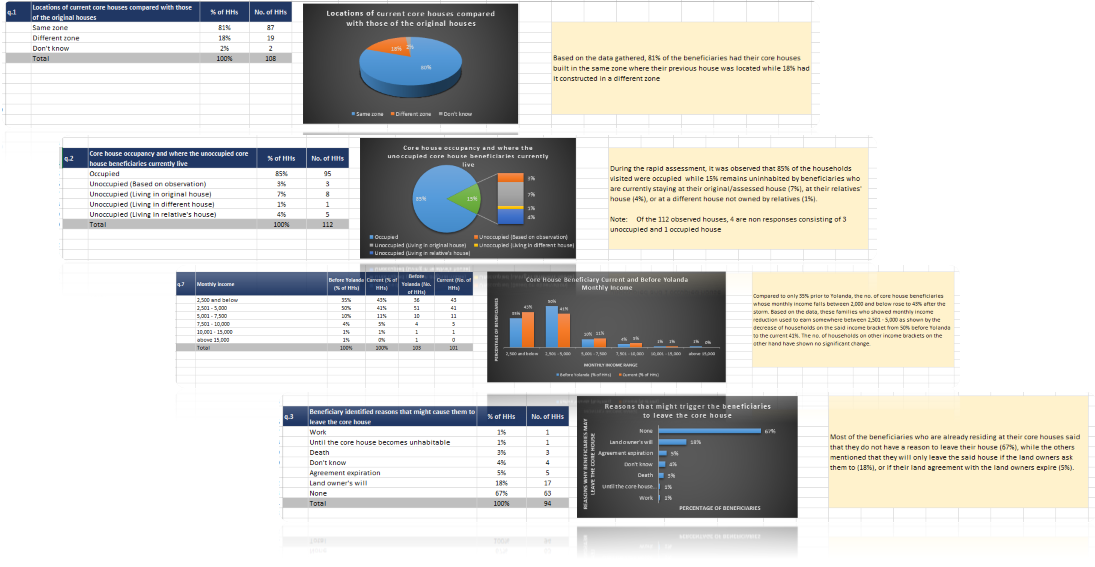 q.1 Locations of current core houses compared with those of the original houses % of HHs No. of HHs
Same zone 81% 87
Different zone 18% 19
Don't know 2% 2
Total 100% 108
Locations of current core houses compared
with those of the original houses
18% 2%
80%
Same zone Different zone Don't know
Based on the data gathered, 81% of the beneficiaries had their core houses
built in the same zone where their previous house was located while 18% had
it constructed in a different zone
q.2 Core house occupancy and where the unoccupied core house beneficiaries currently live % of HHs No. of HHs
Occupied 85% 95
Unoccupied (Based on observation) 3% 3
Unoccupied (Living in original house) 7% 8
Unoccupied (Living in different house) 1% 1
Unoccupied (Living in relative's house) 4% 5
Total 100% 112
Core house occupancy and where the
unoccupied core house beneficiaries currently
live
85% 15%
3%
7%
1%
4%
Occupied Unoccupied (Based on observation)
Unoccupied (Living in original house) Unoccupied (Living in different house)
Unoccupied (Living in relative's house)
During the rapid assessment, it was observed that 85% of the households
visited were occupied while 15% remains uninhabited by beneficiaries who
are currently staying at their original/assessed house (7%), at their relatives'
house (4%), or at a different house not owned by relatives (1%).
Note: Of the 112 observed houses, 4 are non responses consisting of 3
unoccupied and 1 occupied house
q.7 Monthly Income Before Yolanda (% of HHs) Current (% of HHs) Before Yolanda (No. of HHs) Current (No. of HHs)
2,500 and below 35% 43% 36 43
2,501 - 5,000 50% 41% 51 41
5,001 - 7,500 10% 11% 10 11
7,501 - 10,000 4% 5% 4 5
10,001 - 15,000 1% 1% 1 1
above 15,000 1% 0% 1 0
Total 100% 100% 103 101
Core House Beneficiary Current and Before Yolanda
Monthly Income
PERCENTAGE OF BENEFICIARIES
35% 43% 50% 41% 10% 11% 4% 5% 1% 1% 1% 0%
2,500 and below 2,501 - 5,000 5,001 - 7,500 7,501 - 10,000 10,001 - 15,000 above 15,000
MONTHLY INCOME RANGE
Before Yolanda (% of HHs) Current (% of HHs)
Compared to only 35% prior to Yolanda, the no. of core house beneficiaries
whose monthly income falls between 2,000 and below rose to 43% after the
storm. Based on the data, these families who showed monthly income
reduction used to earn somewhere between 2,501 - 5,000 as shown by the
decrease of households on the said income bracket from 50% before Yolanda
to the current 41%. The no. of households on other income brackets on the
other hand have shown no significant change.
q.3 Beneficiary identified reasons that might cause them to leave the core house % of HHs No. of HHs
Work 1% 1
Until the core house becomes unhabitable 1% 1
Death 3% 3
Don't know 4% 4
Agreement expiration 5% 5
Land owner's will 18% 17
None 67% 63
Total 100% 94
Reasons that might trigger the beneficiaries
to leave the core house
REASONS WHY BENEFICIARIES MAY
LEAVE THE CORE HOUSE
None 67%
Land owner's will 18%
Agreement expiration 5%
Don't know 4%
Death 3%
Until the core house... 1%
Work 1%
PERCENTAGE OF BENEFICIARIES
Most of the beneficiaries who are already residing at their core houses said
that they do not have a reason to leave their house (67%), while the others
mentioned that they will only leave the said house if the land owners ask
them to (18%), or if their land agreement with the land owners expire (5%).